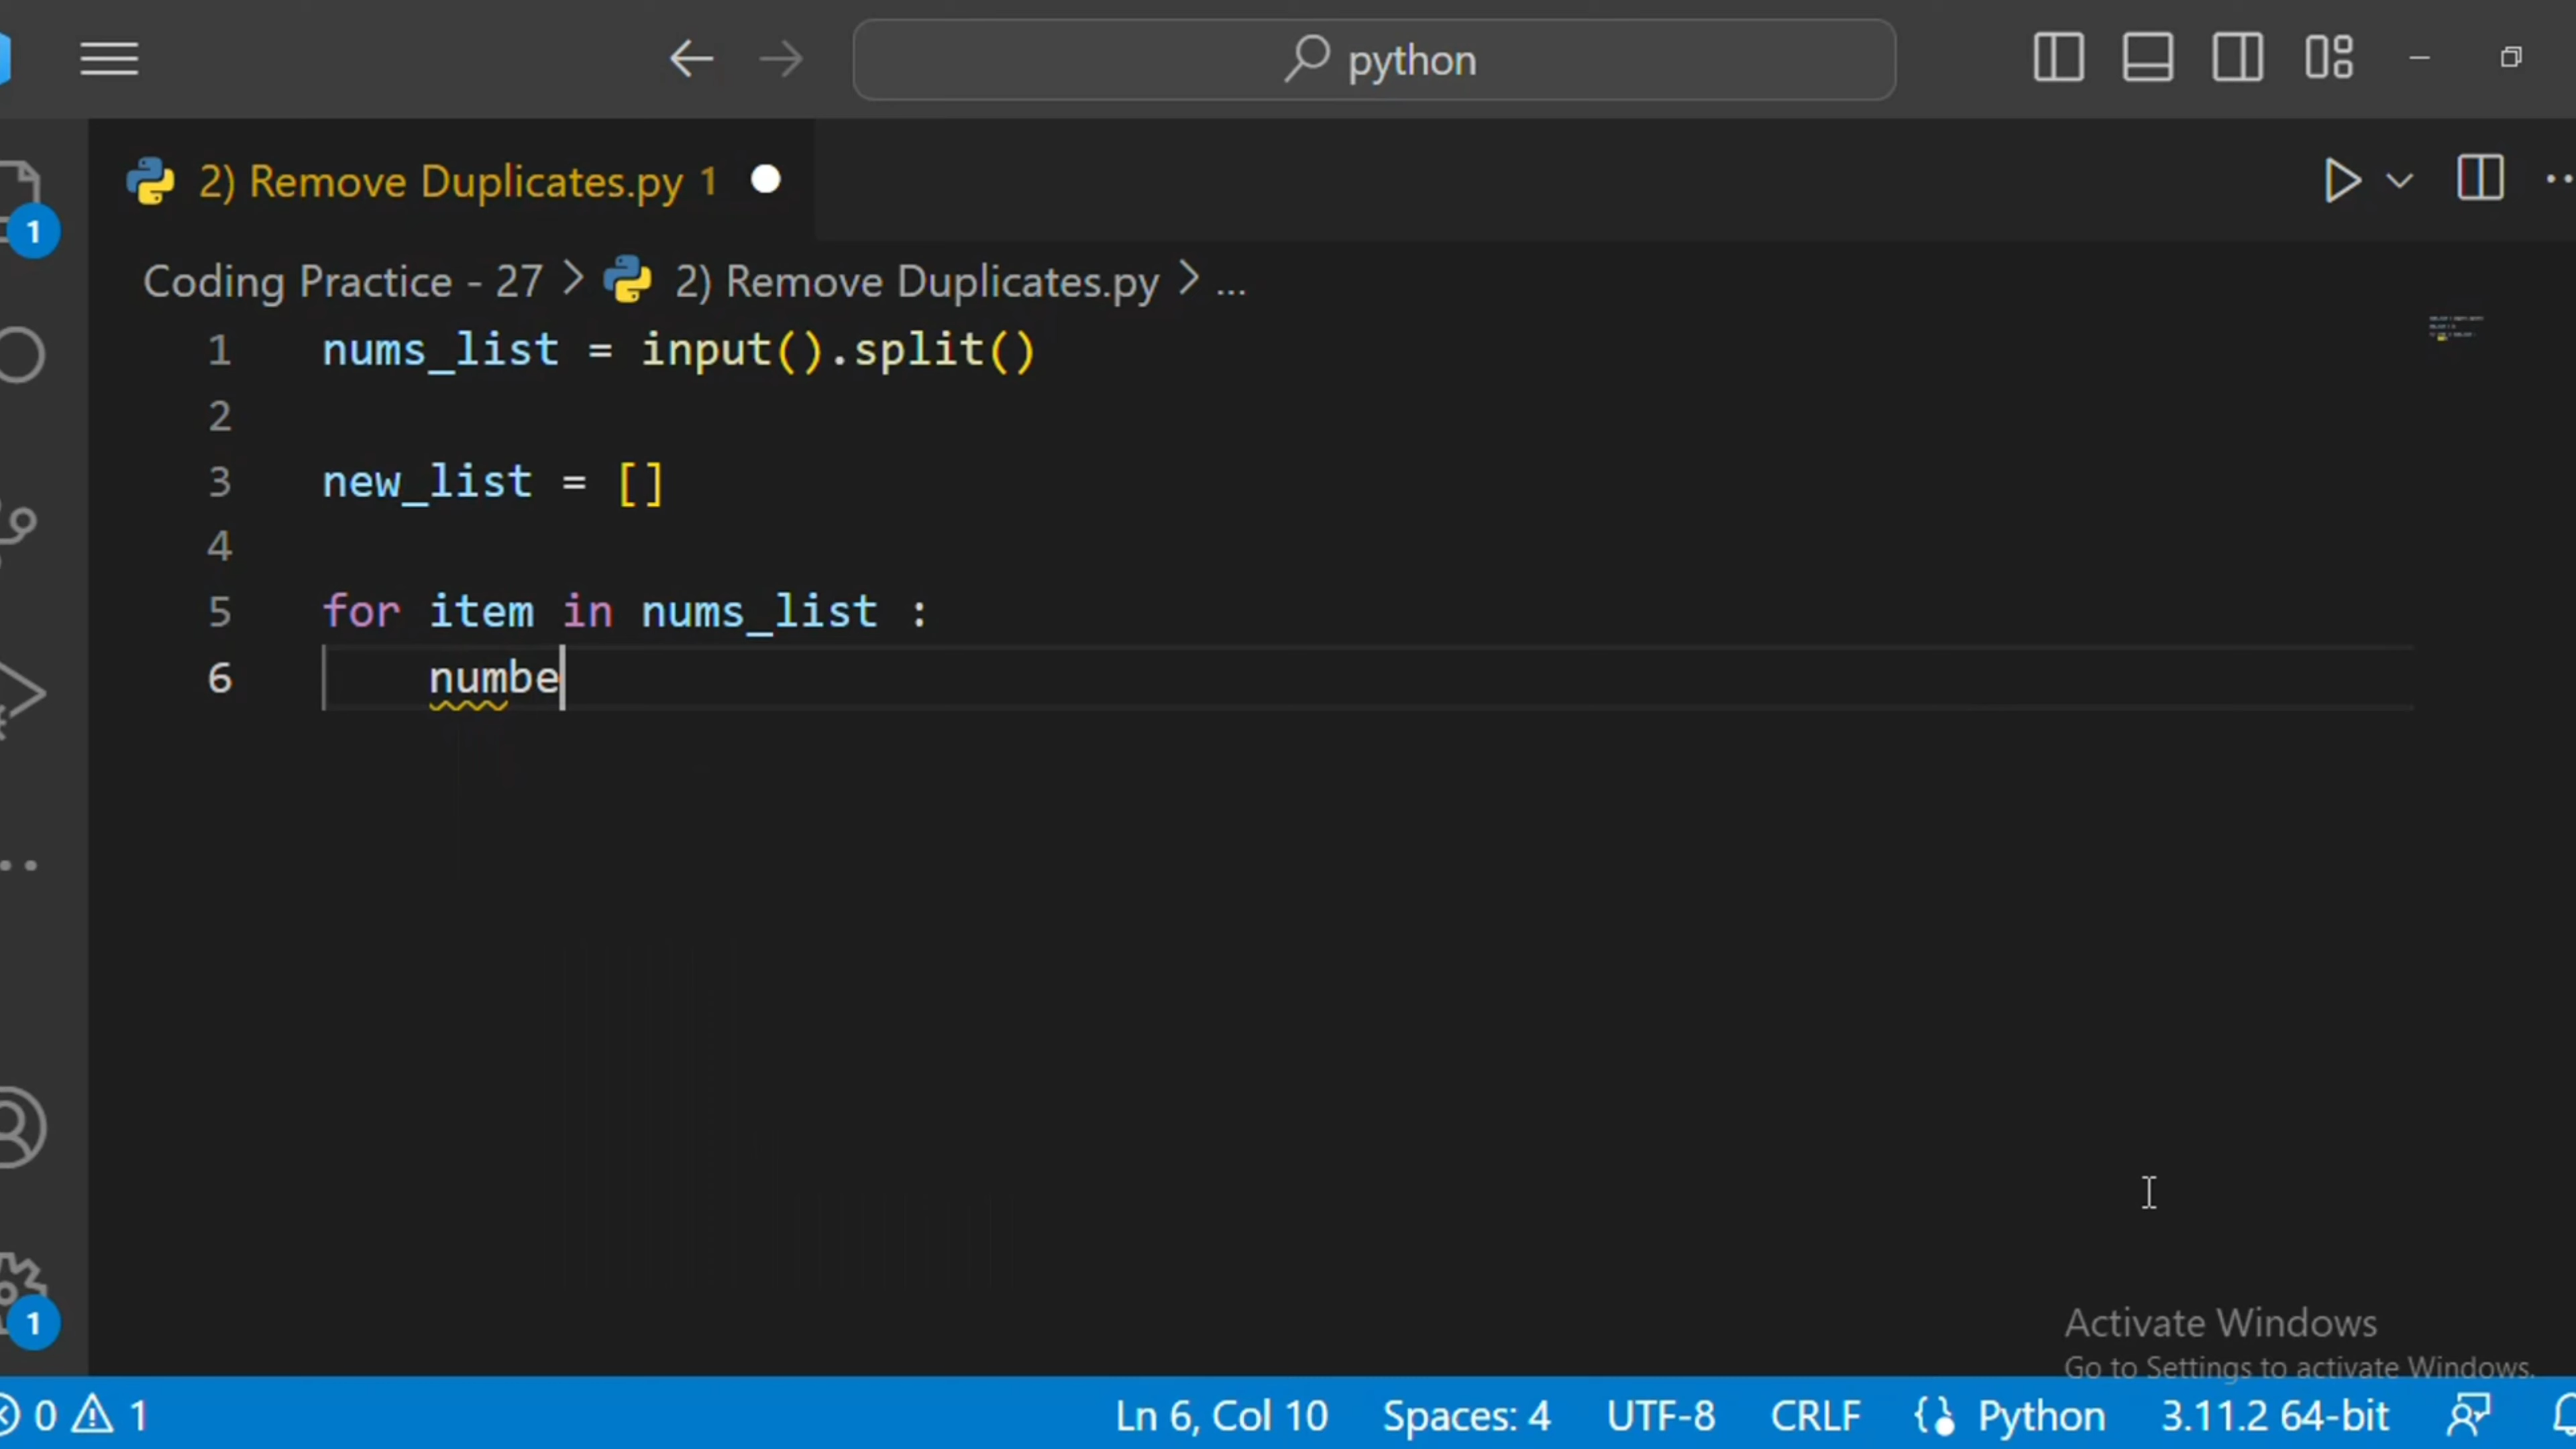 python
2) Remove Duplicates.py 1
1
Coding Practice - 27 > 2) Remove Duplicates.py > ...
1 nums_list = input().split()
2
3 new_list = []
4
5 for item in nums_list :
6 numbe
1
Activate Windows
Go to Settings to activate Windows.
0 1 Ln 6, Col 10 Spaces: 4 UTF-8 CRLF Python 3.11.2 64-bit